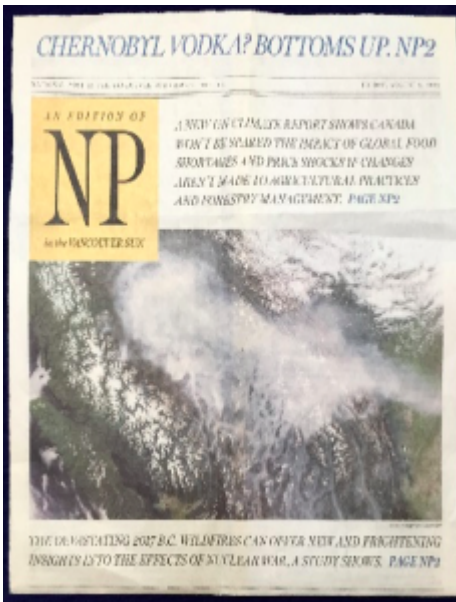 CHERNOBYL VODKA? BOTTOMS UP. NP2
AN EDITION OF
NP
in the VANCOUVER SUN
A NEW UN CLIMATE REPORT SHOWS CANADA
WON'T BE SPARED THE IMPACT OF GLOBAL FOOD
SHORTAGES AND PRICE SHOCKS IF CHANGES
AREN'T MADE TO AGRICULTURAL PRACTICES
AND FORESTRY MANAGEMENT. PAGE NP2
THE DEVASTATING 2017 B.C. WILDFIRES CAN OFFER NEW AND FRIGHTENING
INSIGHTS INTO THE EFFECTS OF NUCLEAR WAR, A STUDY SHOWS. PAGE NP2